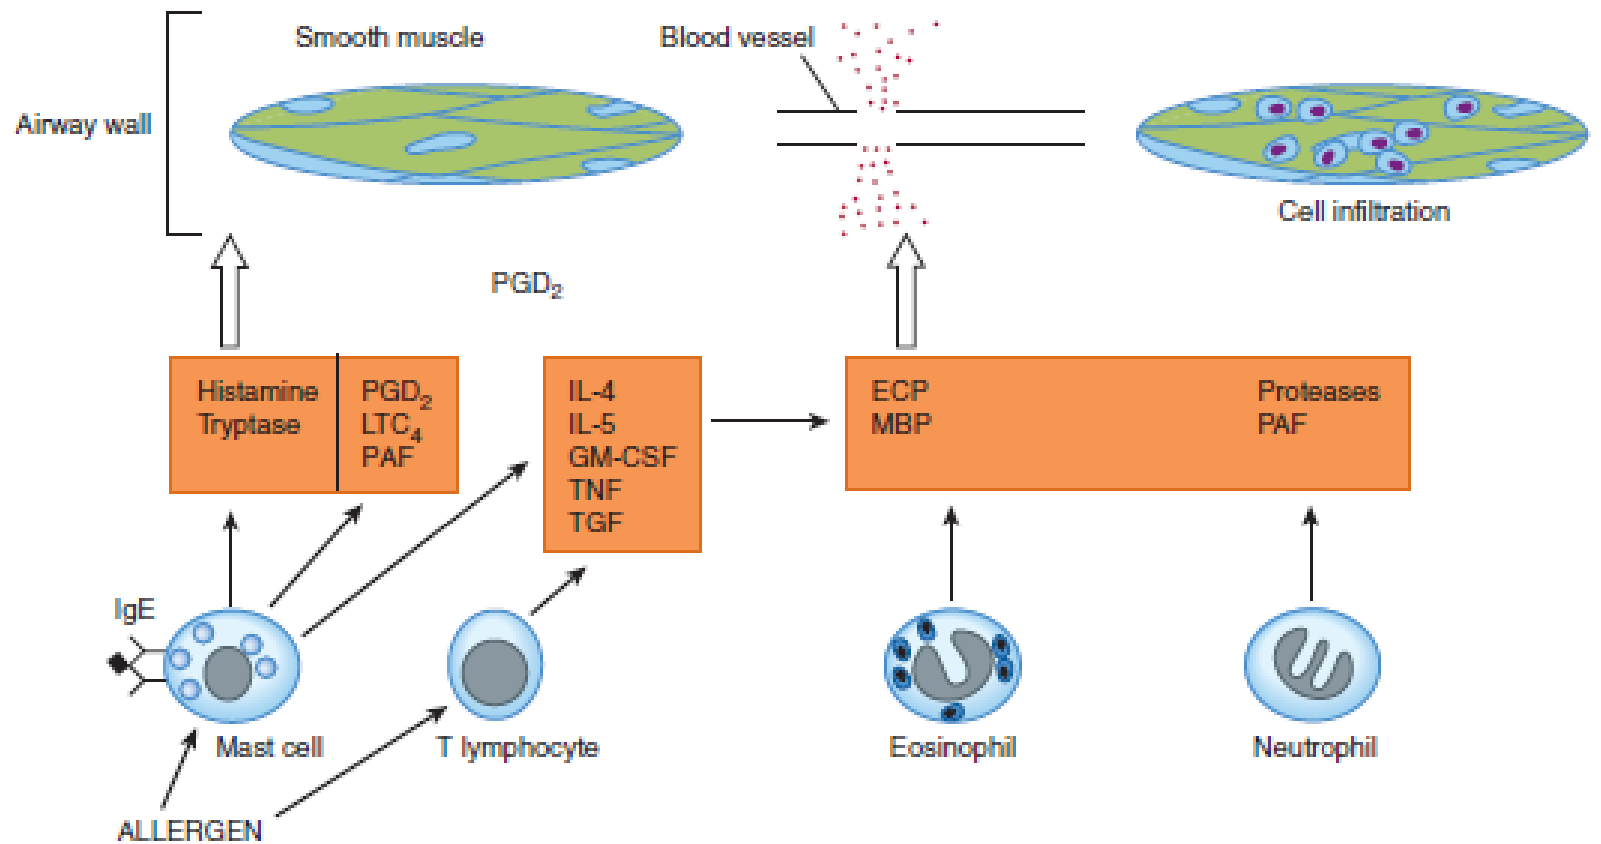 Smooth muscle
Blood vessel
Airway wall
Cell infiltration
PGD₂
Histamine
Tryptase
PGD₂
LTC₄
PAF
IL-4
IL-5
GM-CSF
TNF
TGF
ECP
MBP
Proteases
PAF
IgE
Mast cell
T lymphocyte
Eosinophil
Neutrophil
ALLERGEN